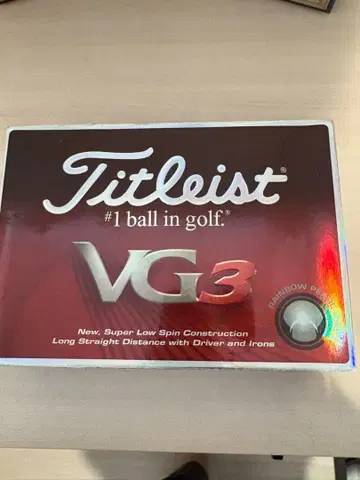 Titleist®
#1 ball in golf.®
VG3
RAINBOW PEARL
New, Super Low Spin Construction
Long Straight Distance with Driver and Irons